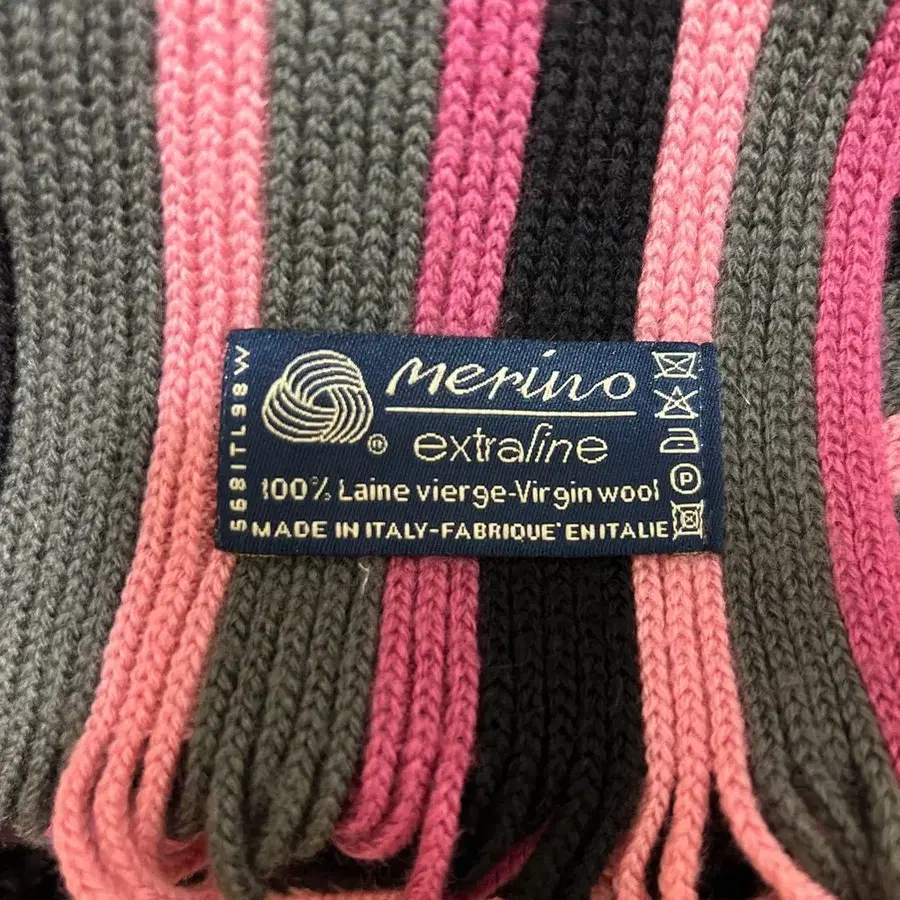 merino
extrafine
100% Laine vierge-Virgin wool
MADE IN ITALY-FABRIQUE' EN ITALIE
568ITL98W
P